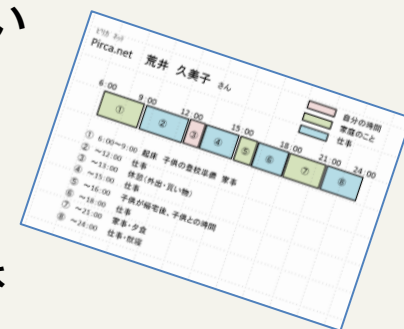 い
ピルカ ネット
Pirca.net 荒井 久美子 さん
自分の時間
家庭のこと
仕事
6:00 9:00 12:00 15:00 18:00 21:00 24:00
① ② ③ ④ ⑤ ⑥ ⑦ ⑧
① 6:00〜9:00 起床 子供の登校準備 家事
② 〜12:00 仕事
③ 〜13:00 休憩(外出・買い物)
④ 〜15:00 仕事
⑤ 〜16:00 子供が帰宅後、子供との時間
⑥ 〜18:00 仕事
⑦ 〜21:00 家事・夕食
⑧ 〜24:00 仕事・就寝